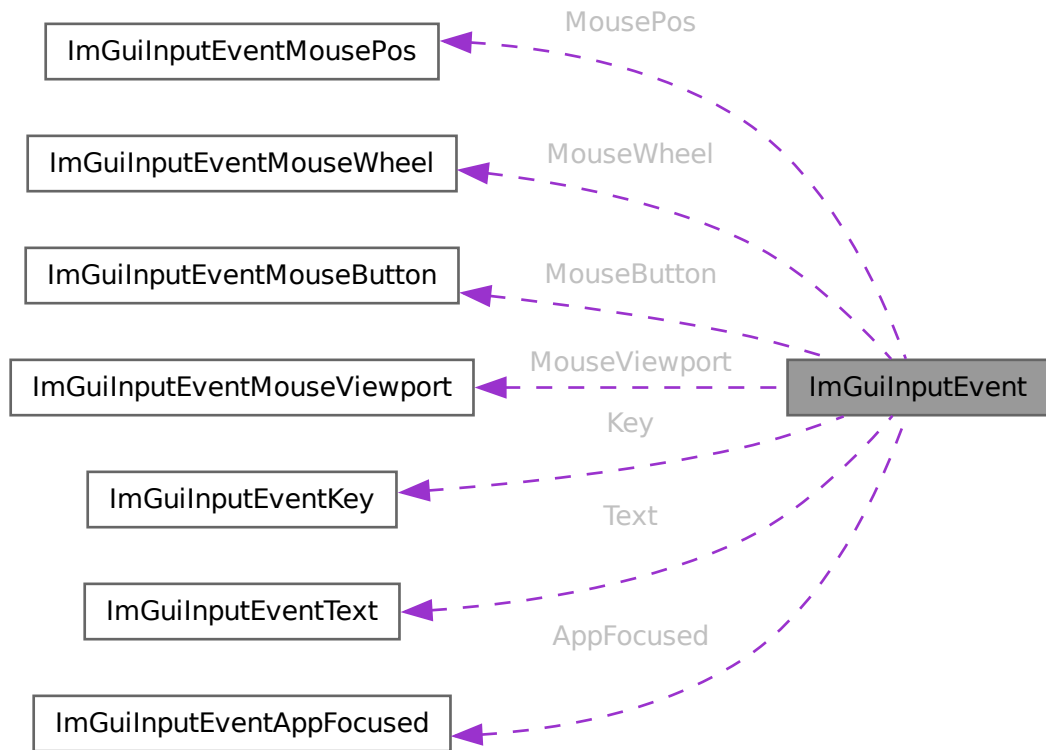 MousePos
ImGuiInputEventMousePos
MouseWheel
ImGuiInputEventMouseWheel
MouseButton
ImGuiInputEventMouseButton
MouseViewport
ImGuiInputEventMouseViewport
ImGuiInputEvent
Key
ImGuiInputEventKey
Text
ImGuiInputEventText
AppFocused
ImGuiInputEventAppFocused